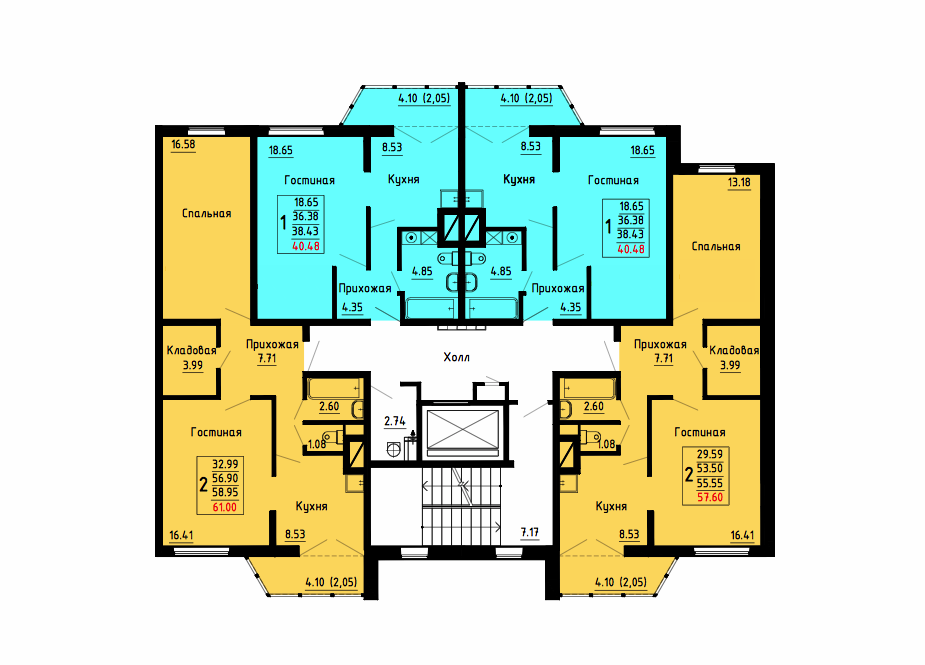 4.10 (2,05)
4.10 (2,05)
16.58
18.65
8.53
8.53
18.65
Гостиная
Кухня
Кухня
Гостиная
13.18
Спальная
1
18.65
36.38
38.43
40.48
1
18.65
36.38
38.43
40.48
Спальная
4.85
4.85
Прихожая
4.35
Прихожая
4.35
Кладовая
3.99
Прихожая
7.71
Холл
Прихожая
7.71
Кладовая
3.99
2.60
2.60
2.74
Гостиная
1.08
1.08
Гостиная
2
32.99
56.90
58.95
61.00
2
29.59
53.50
55.55
57.60
Кухня
Кухня
16.41
8.53
7.17
8.53
16.41
4.10 (2,05)
4.10 (2,05)